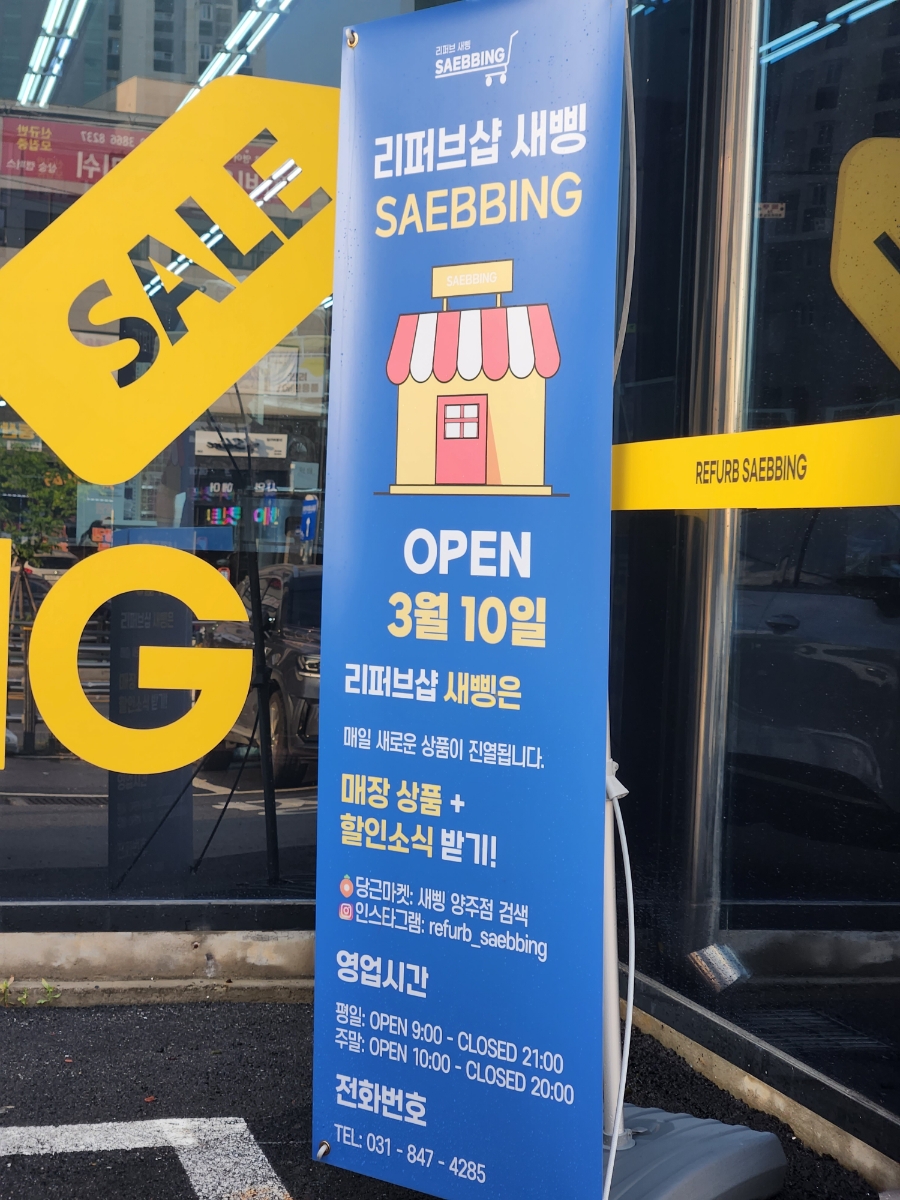 리퍼브 새삥
SAEBBING
리퍼브샵 새삥
SAEBBING
SAEBBING
OPEN
3월 10일
리퍼브샵 새삥은
매일 새로운 상품이 진열됩니다.
매장 상품 +
할인소식 받기!
당근마켓: 새삥 양주점 검색
인스타그램: refurb_saebbing
영업시간
평일: OPEN 9:00 - CLOSED 21:00
주말: OPEN 10:00 - CLOSED 20:00
전화번호
TEL: 031 - 847 - 4285
SALE
G
REFURB SAEBBING